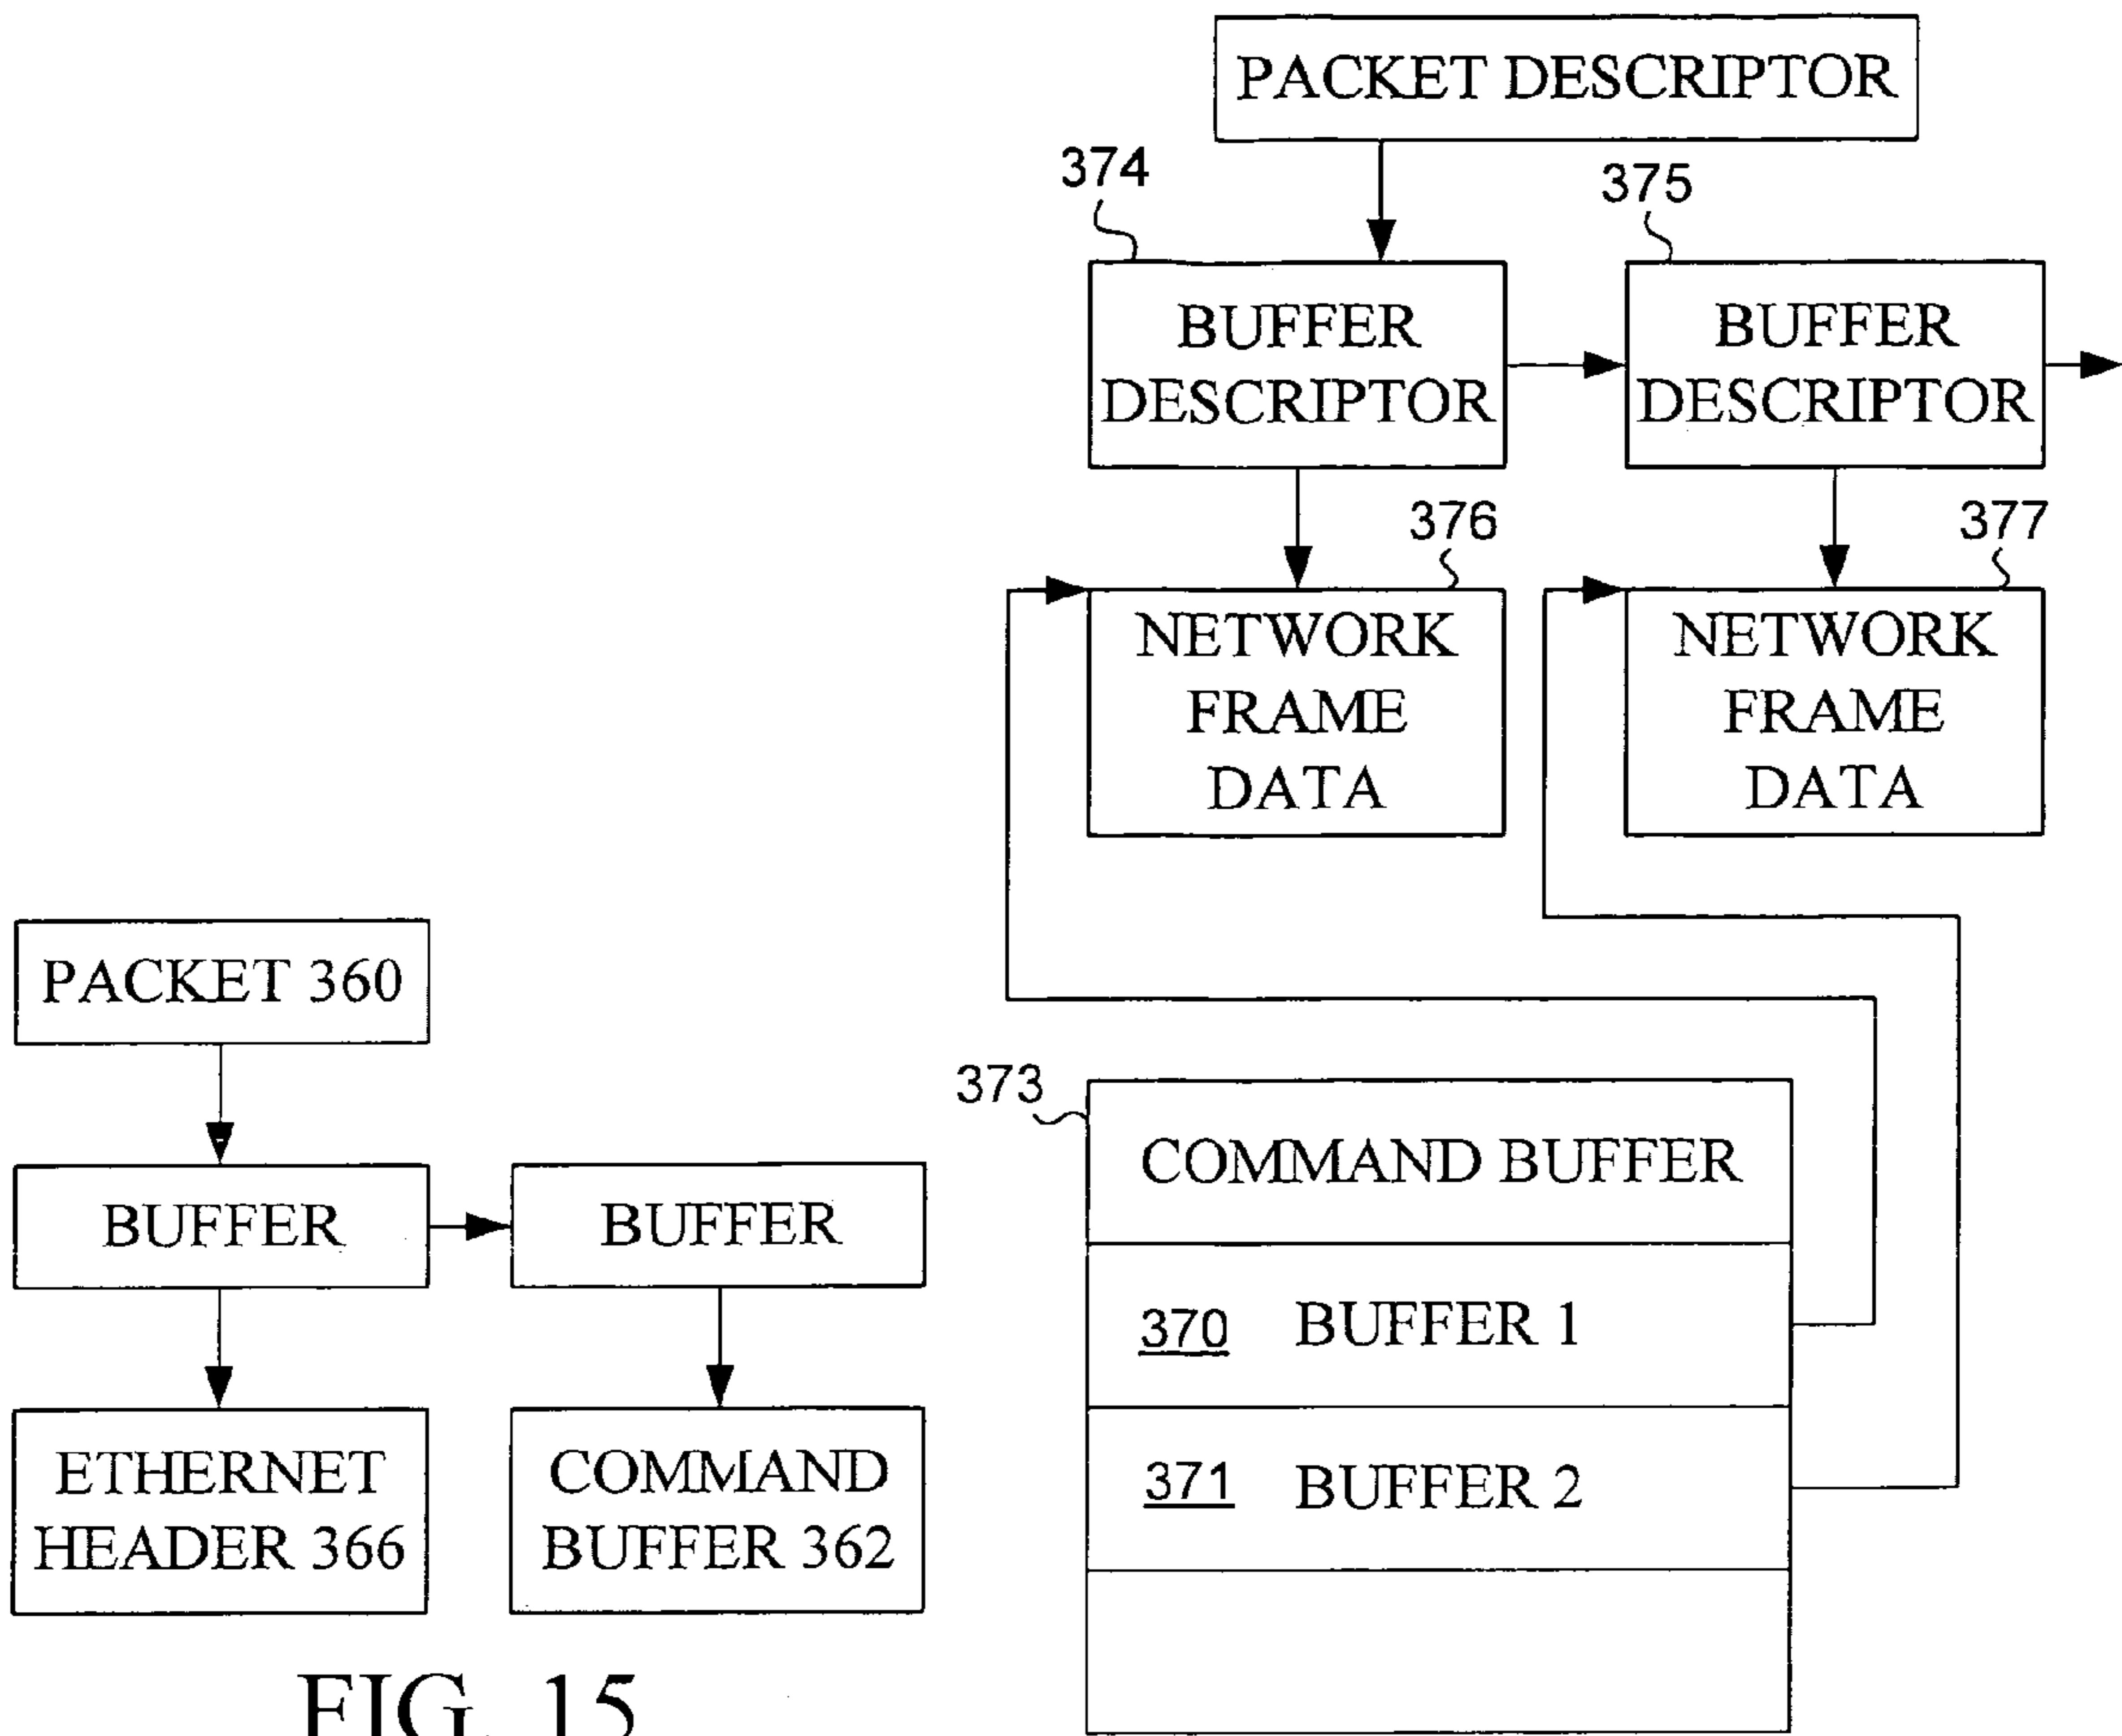 PACKET DESCRIPTOR
374
375
BUFFER
DESCRIPTOR
BUFFER
DESCRIPTOR
376
377
NETWORK
FRAME
DATA
NETWORK
FRAME
DATA
PACKET 360
BUFFER
BUFFER
ETHERNET
HEADER 366
COMMAND
BUFFER 362
FIG. 15
373
COMMAND BUFFER
370 BUFFER 1
371 BUFFER 2